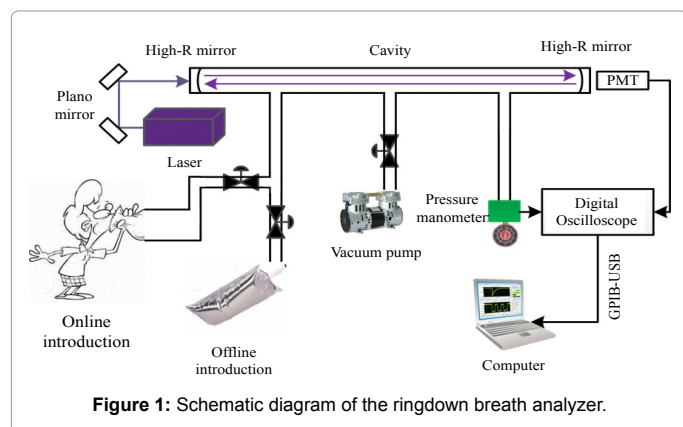 High-R mirror
Cavity
High-R mirror
Plano
mirror
PMT
Laser
Online
introduction
Offline
introduction
Vacuum pump
Pressure
manometer
Digital
Oscilloscope
GPIB-USB
Computer
Figure 1: Schematic diagram of the ringdown breath analyzer.